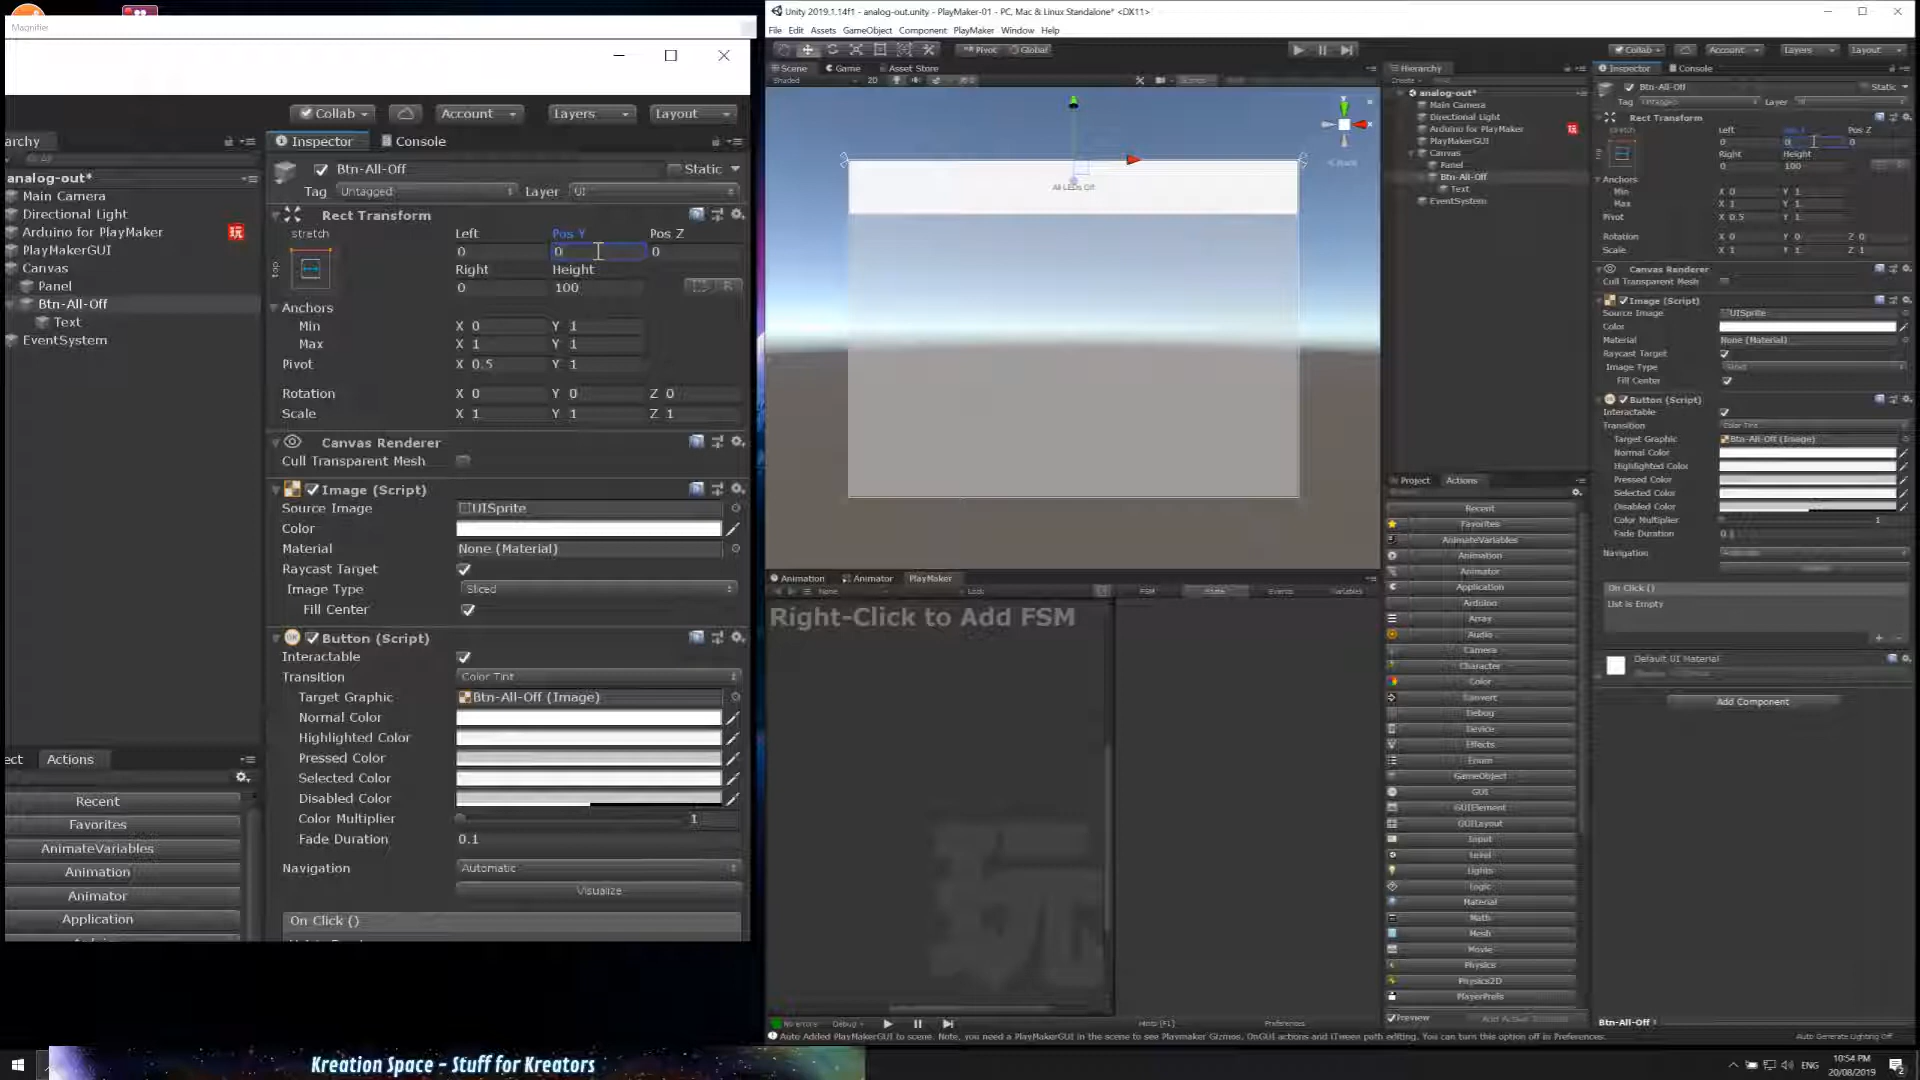 Magnifier
Collab
Account
Layers
Layout
archy
Inspector
Console
analog-out*
Main Camera
Directional Light
Arduino for PlayMaker
PlayMakerGUI
Canvas
Panel
Btn-All-Off
Text
EventSystem
Btn-All-Off
Static
Tag Untagged Layer UI
Rect Transform
stretch
top
Left Pos Y Pos Z
0 0 0
Right Height
0 100
R
Anchors
Min X 0 Y 1
Max X 1 Y 1
Pivot X 0.5 Y 1
Rotation X 0 Y 0 Z 0
Scale X 1 Y 1 Z 1
Canvas Renderer
Cull Transparent Mesh
Image (Script)
Source Image UISprite
Color
Material None (Material)
Raycast Target
Image Type Sliced
Fill Center
Button (Script)
Interactable
Transition Color Tint
Target Graphic Btn-All-Off (Image)
Normal Color
Highlighted Color
Pressed Color
Selected Color
Disabled Color
Color Multiplier 1
Fade Duration 0.1
Navigation Automatic
Visualize
On Click ()
ect Actions
Recent
Favorites
AnimateVariables
Animation
Animator
Application
Unity 2019.1.14f1 - analog-out.unity - PlayMaker-01 - PC, Mac & Linux Standalone* <DX11>
File Edit Assets GameObject Component PlayMaker Window Help
Pivot Global
Collab Account Layers Layout
Scene Game Asset Store
Shaded 2D
All LEDs Off
Hierarchy
Create
analog-out*
Main Camera
Directional Light
Arduino for PlayMaker
PlayMakerGUI
Canvas
Panel
Btn-All-Off
Text
EventSystem
Inspector Console
Btn-All-Off Static
Tag Untagged Layer UI
Rect Transform
stretch
Left Pos Y Pos Z
0 0 0
Right Height
0 100
Anchors
Min X 0 Y 1
Max X 1 Y 1
Pivot X 0.5 Y 1
Rotation X 0 Y 0 Z 0
Scale X 1 Y 1 Z 1
Canvas Renderer
Cull Transparent Mesh
Image (Script)
Source Image UISprite
Color
Material None (Material)
Raycast Target
Image Type Sliced
Fill Center
Button (Script)
Interactable
Transition Color Tint
Target Graphic Btn-All-Off (Image)
Normal Color
Highlighted Color
Pressed Color
Selected Color
Disabled Color
Color Multiplier 1
Fade Duration 0.1
Navigation
On Click ()
List is Empty
Default UI Material
Add Component
Btn-All-Off
Auto Generate Lighting Off
Project Actions
Recent
Favorites
AnimateVariables
Animation
Animator
Application
Arduino
Array
Audio
Camera
Character
Color
Convert
Debug
Device
Effects
Enum
GameObject
GUI
GUIElement
GUILayout
Input
Level
Lights
Logic
Material
Math
Mesh
Movie
Physics
Physics2D
PlayerPrefs
Preview Add Action
Animation Animator PlayMaker
None Lock FSM State Events Variables
Right-Click to Add FSM
玩
No errors Debug Hints [F1] Preferences
Auto Added PlayMakerGUI to scene. Note, you need a PlayMakerGUI in the scene to see PlayMaker Gizmos, OnGUI actions and iTween path editing. You can turn this option off in Preferences.
Kreation Space - Stuff for Kreators
ENG
10:54 PM
20/08/2019